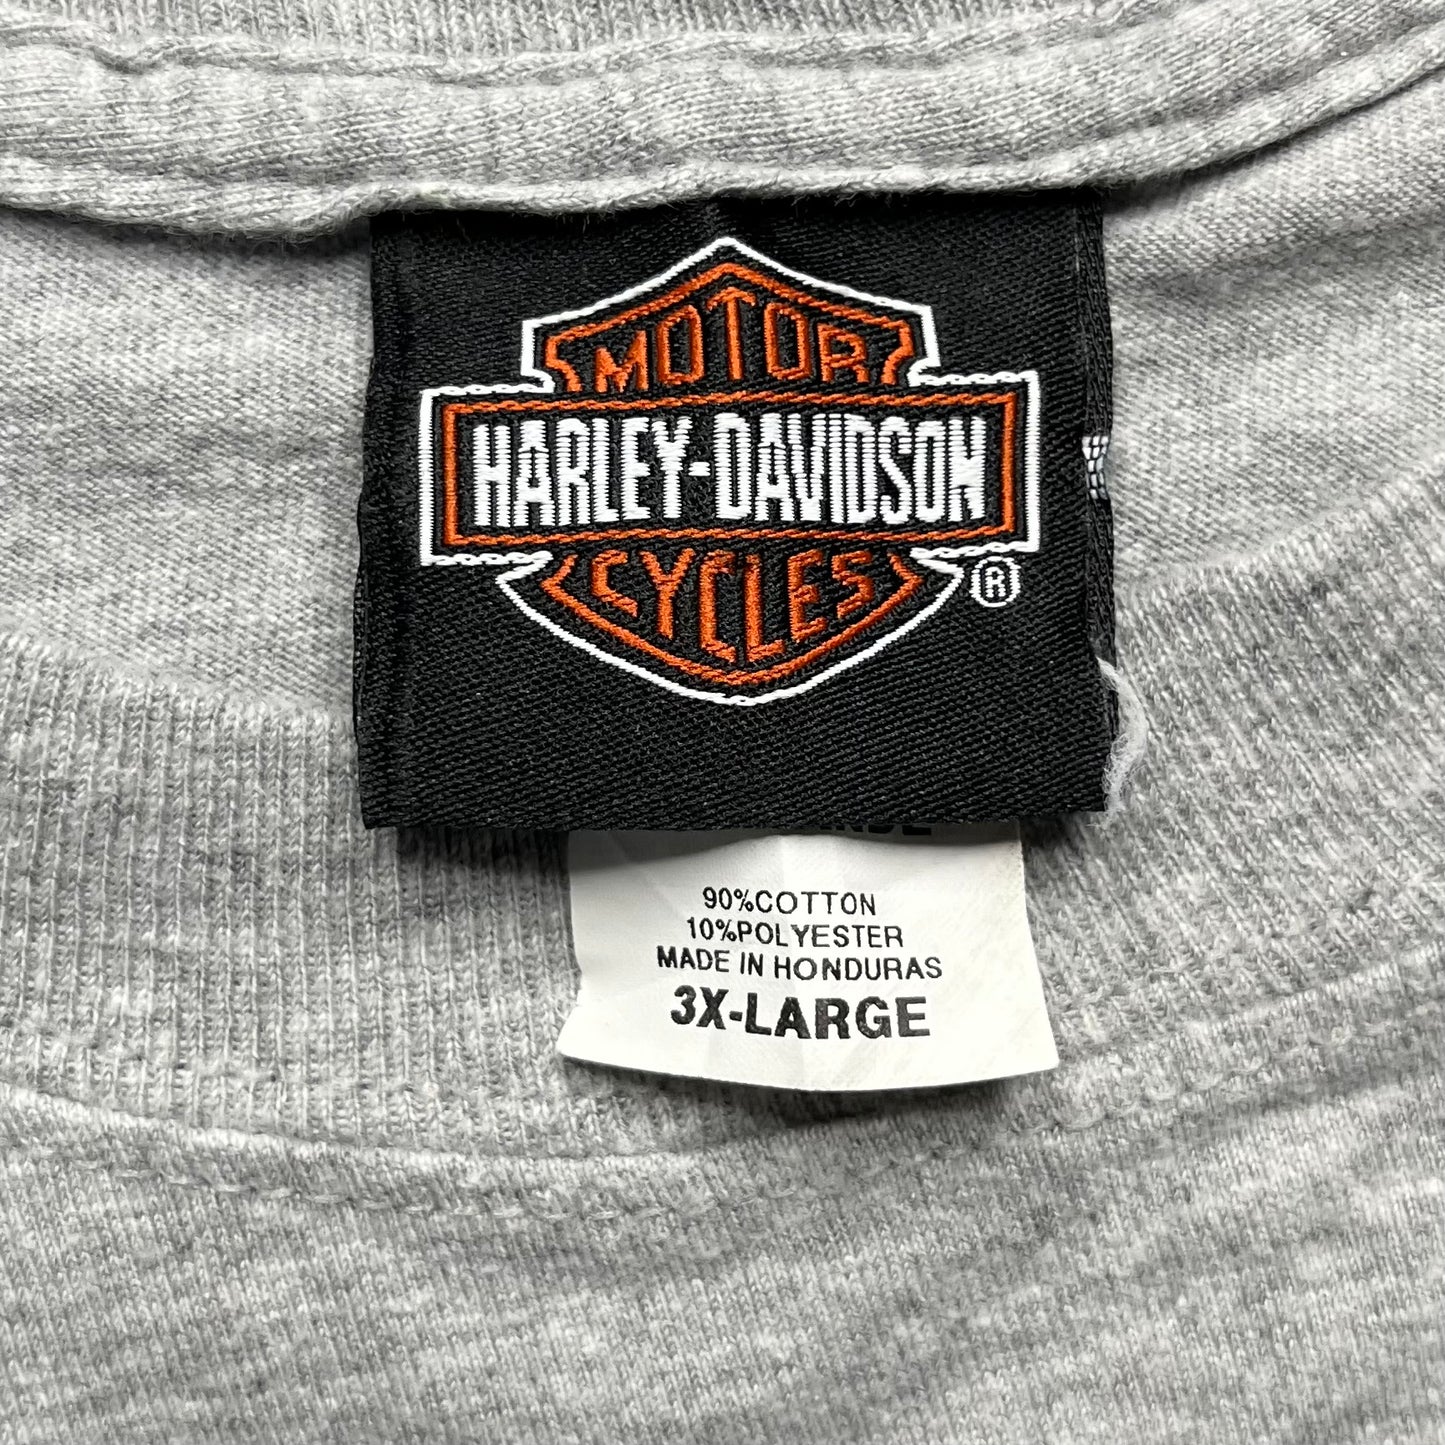 MOTOR
HARLEY-DAVIDSON
CYCLES
®
90%COTTON
10%POLYESTER
MADE IN HONDURAS
3X-LARGE